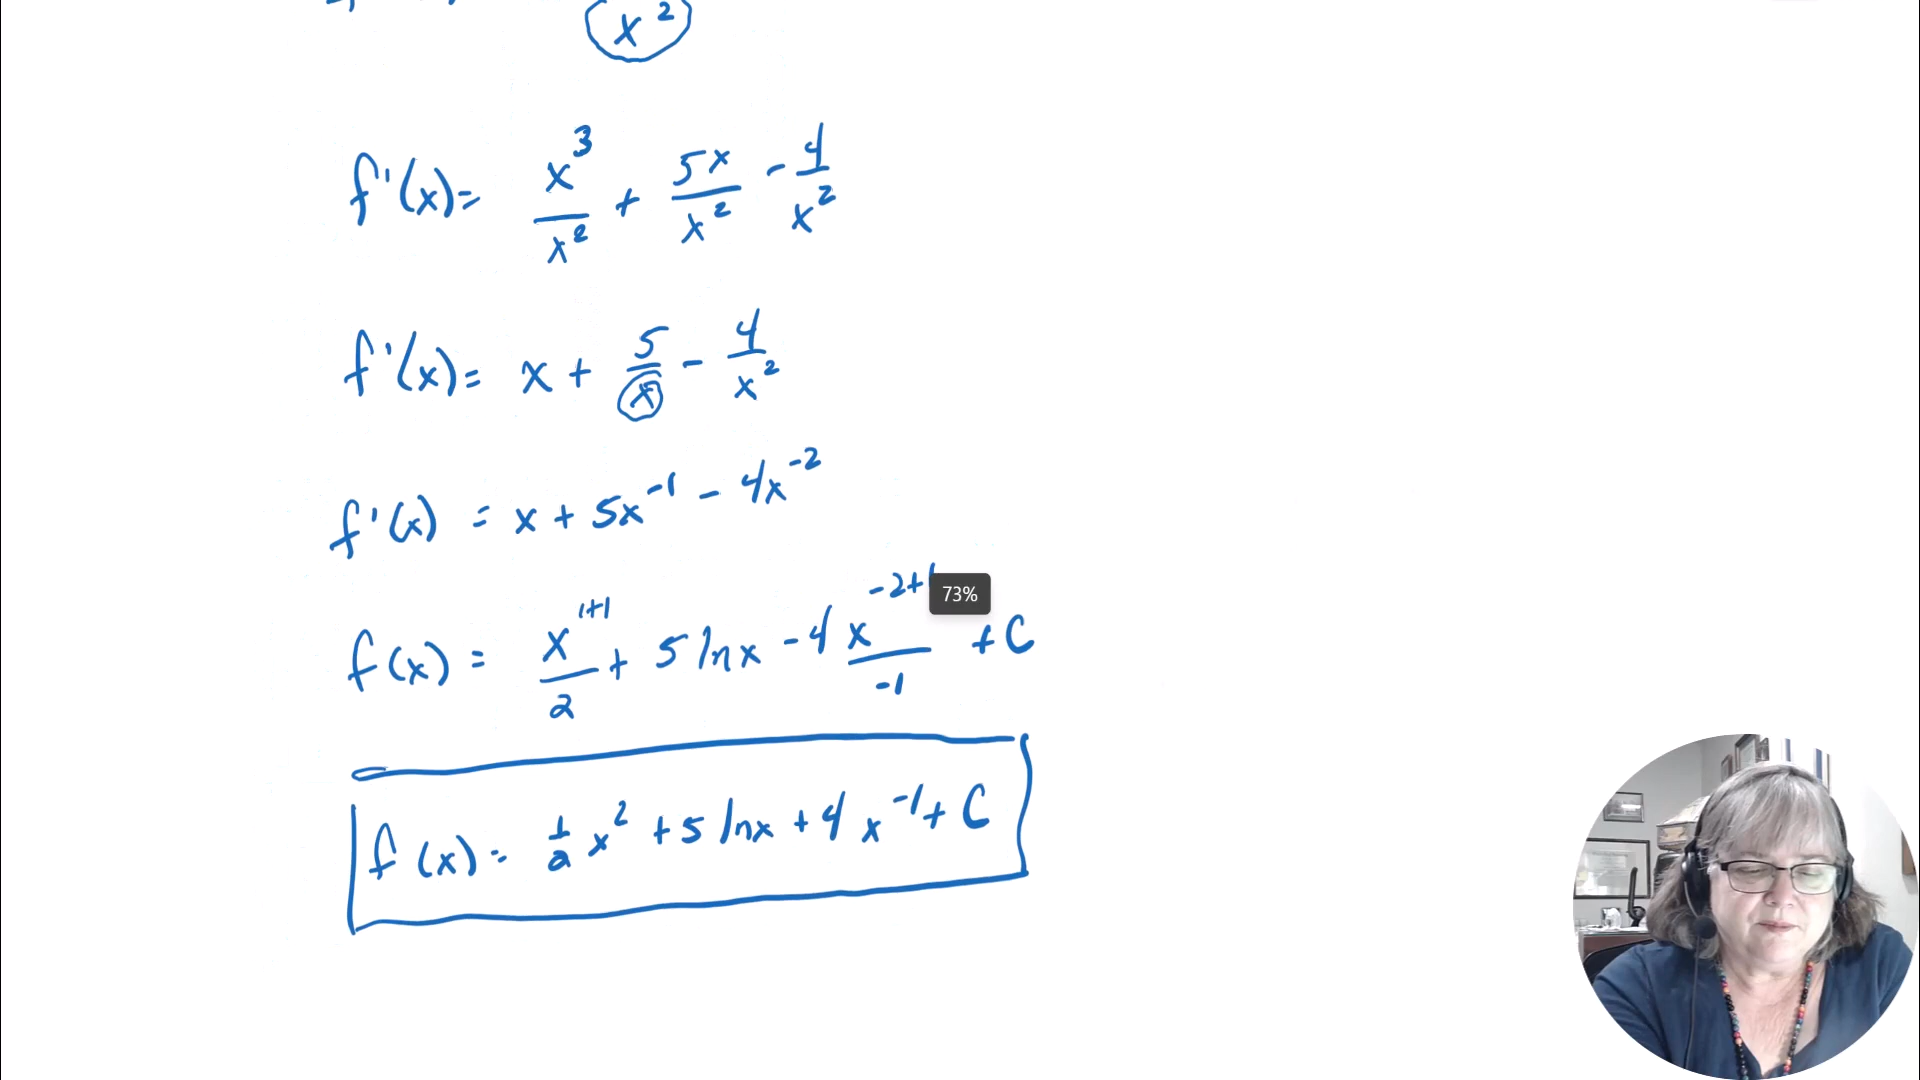 x²
f'(x)= x³/x² + 5x/x² - 4/x²
f'(x)= x + 5/x - 4/x²
f'(x) = x + 5x⁻¹ - 4x⁻²
73%
f(x) = x¹⁺¹/2 + 5 ln x - 4 x⁻²⁺¹/-1 + C
f(x) = 1/2 x² + 5 ln x + 4 x⁻¹ + C